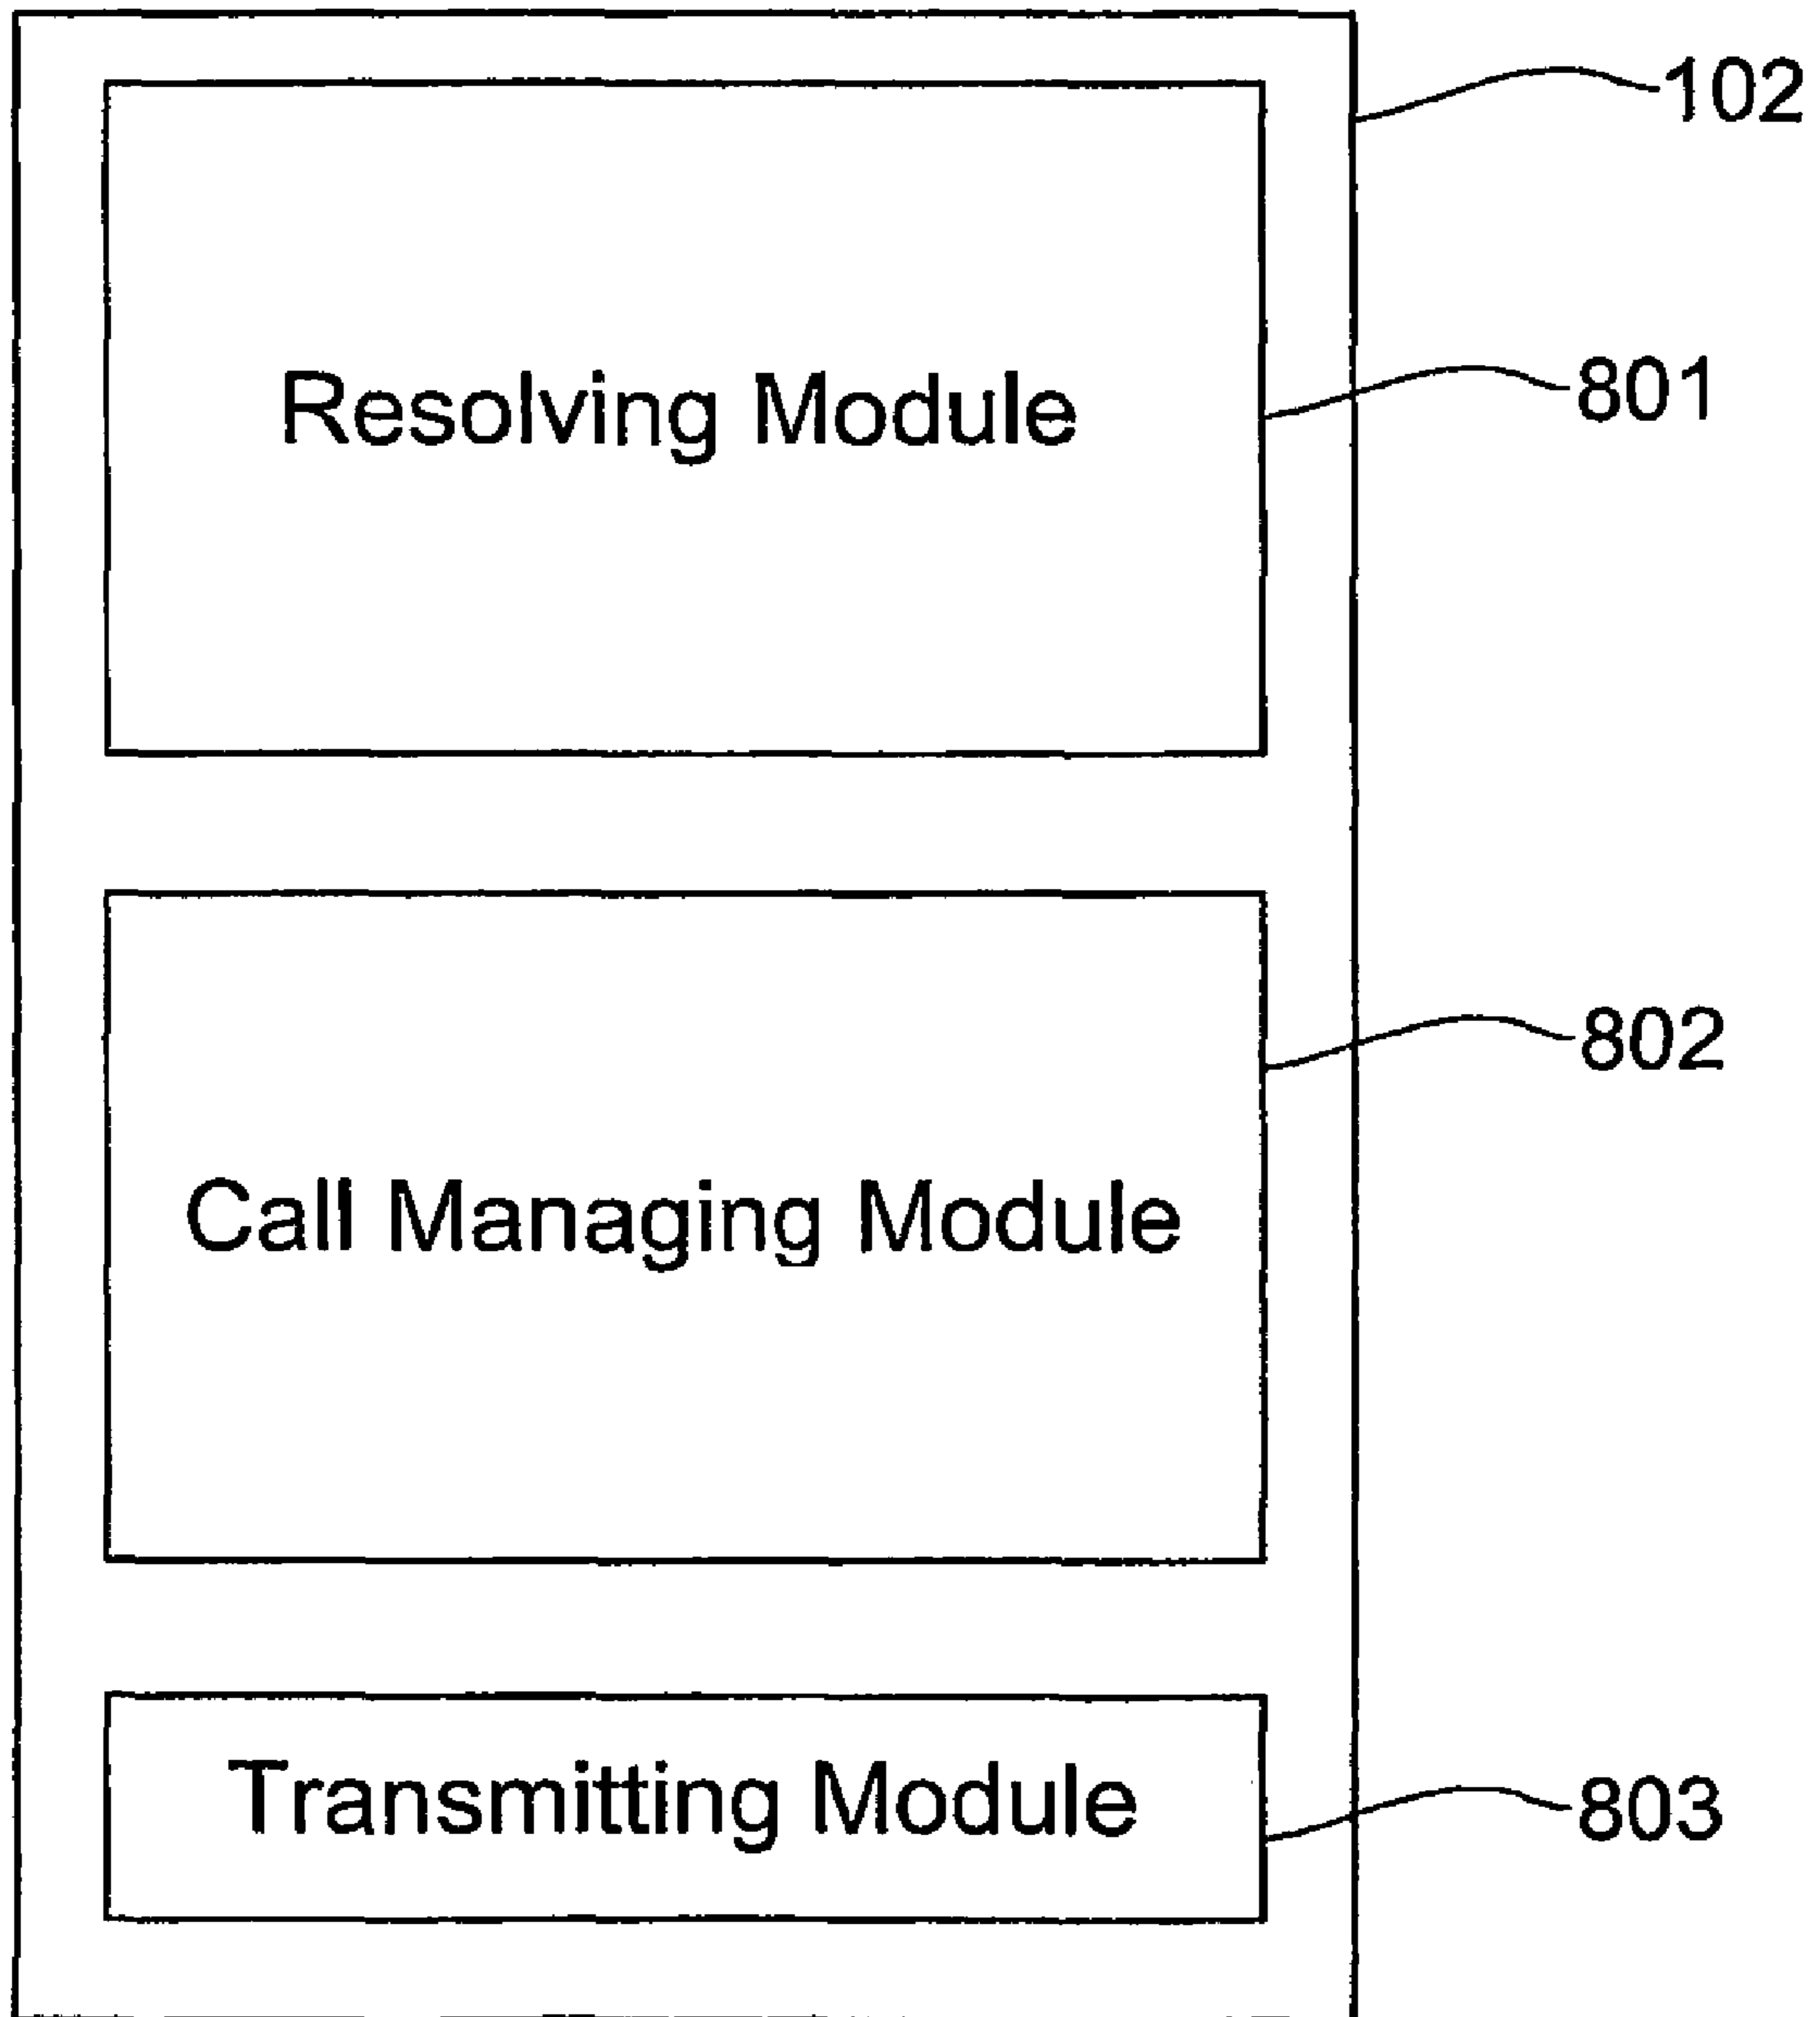 102
Resolving Module
801
802
Call Managing Module
Transmitting Module
803